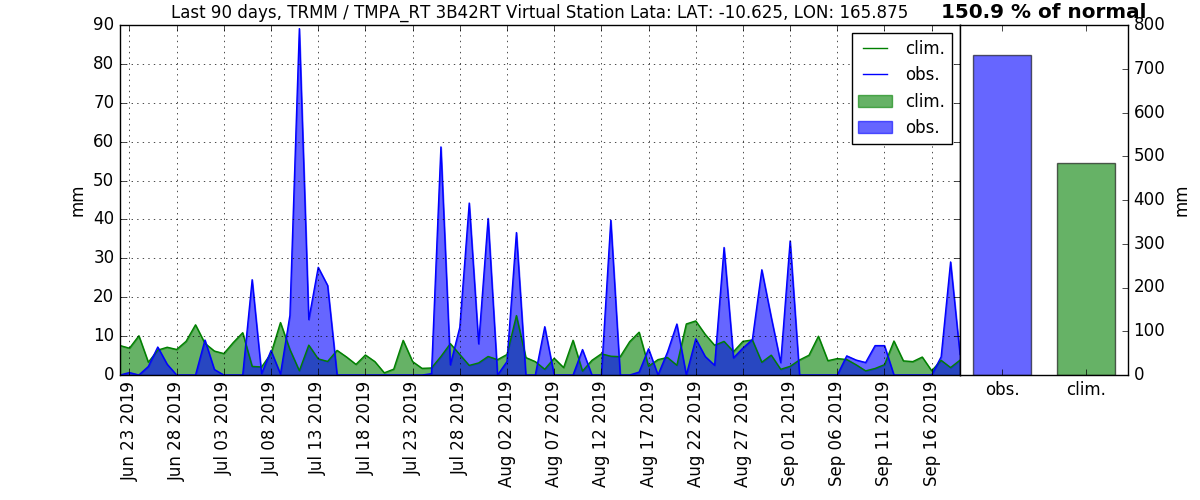 Last 90 days, TRMM / TMPA_RT 3B42RT Virtual Station Lata: LAT: -10.625, LON: 165.875
150.9 % of normal
90
80
70
60
50
40
30
20
10
0
mm
clim.
obs.
clim.
obs.
Jun 23 2019
Jun 28 2019
Jul 03 2019
Jul 08 2019
Jul 13 2019
Jul 18 2019
Jul 23 2019
Jul 28 2019
Aug 02 2019
Aug 07 2019
Aug 12 2019
Aug 17 2019
Aug 22 2019
Aug 27 2019
Sep 01 2019
Sep 06 2019
Sep 11 2019
Sep 16 2019
800
700
600
500
400
300
200
100
0
mm
obs.
clim.